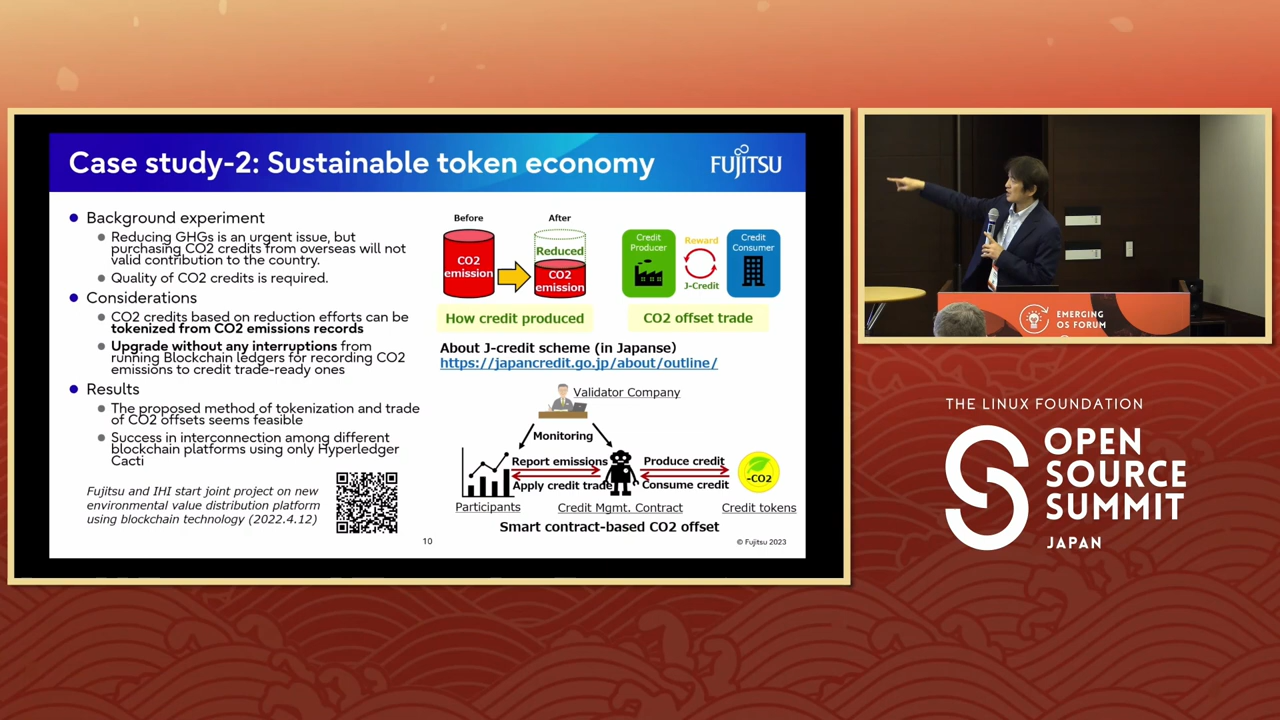 Case study-2: Sustainable token economy
FUJITSU
Background experiment
Reducing GHGs is an urgent issue, but
purchasing CO2 credits from overseas will not
valid contribution to the country.
Quality of CO2 credits is required.
Considerations
CO2 credits based on reduction efforts can be
tokenized from CO2 emissions records
Upgrade without any interruptions from
running Blockchain ledgers for recording CO2
emissions to credit trade-ready ones
Results
The proposed method of tokenization and trade
of CO2 offsets seems feasible
Success in interconnection among different
blockchain platforms using only Hyperledger
Cacti
Fujitsu and IHI start joint project on new
environmental value distribution platform
using blockchain technology (2022.4.12)
Before
After
CO2
emission
Reduced
CO2
emission
How credit produced
Credit
Producer
Reward
J-Credit
Credit
Consumer
CO2 offset trade
About J-credit scheme (in Japanse)
https://japancredit.go.jp/about/outline/
Validator Company
Monitoring
Report emissions
Apply credit trade
Produce credit
Consume credit
-CO2
Participants
Credit Mgmt. Contract
Credit tokens
Smart contract-based CO2 offset
10
© Fujitsu 2023
EMERGING
OS FORUM
THE LINUX FOUNDATION
OPEN
SOURCE
SUMMIT
JAPAN